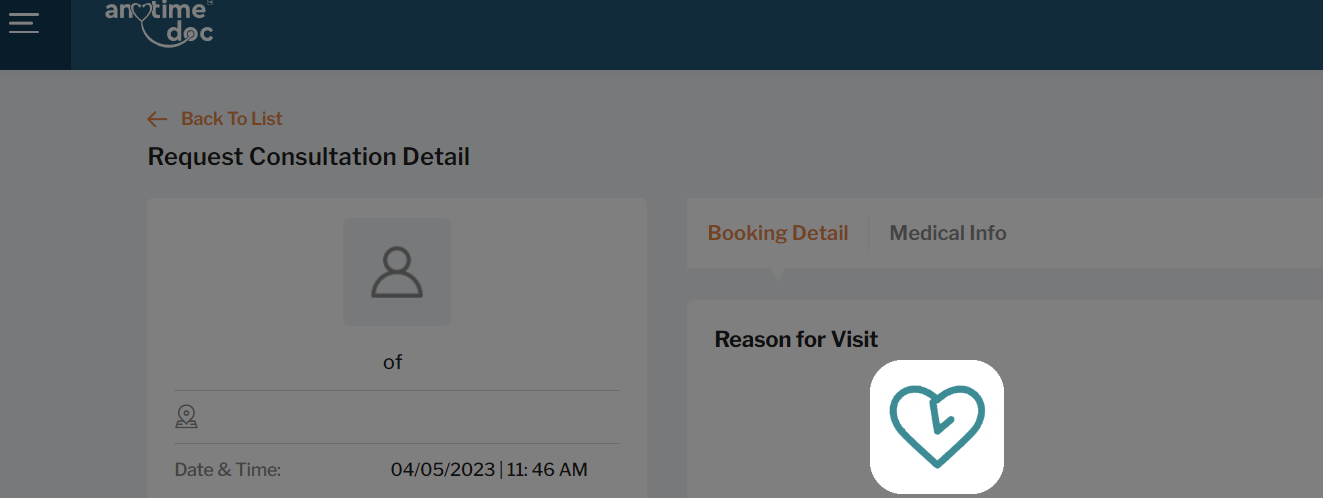 anytime
doc
Back To List
Request Consultation Detail
Booking Detail
Medical Info
of
Reason for Visit
Date & Time: 04/05/2023 | 11: 46 AM